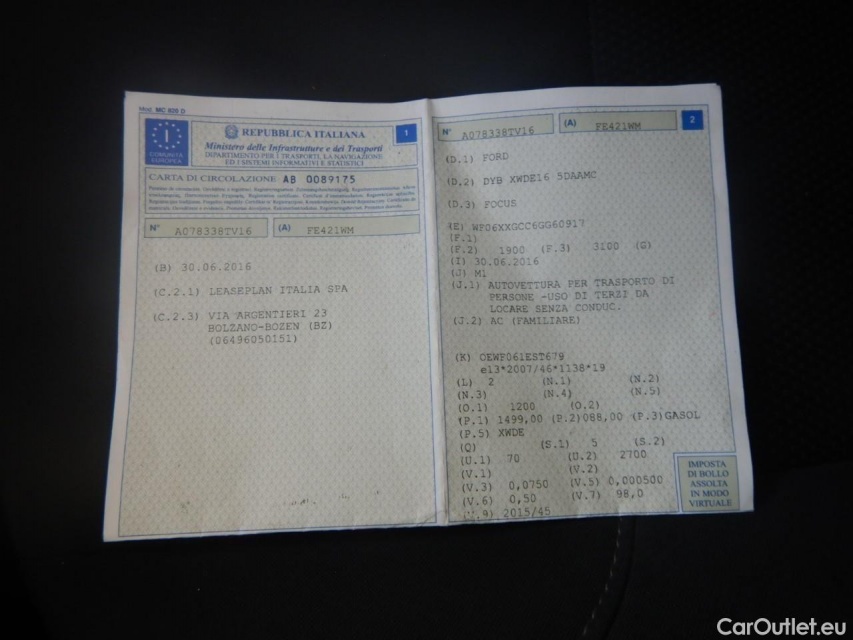 Mod. MC 820 D
1
COMUNITÀ
EUROPEA
I
REPUBBLICA ITALIANA
Ministero delle Infrastrutture e dei Trasporti
DIPARTIMENTO PER I TRASPORTI, LA NAVIGAZIONE
ED I SISTEMI INFORMATIVI E STATISTICI
CARTA DI CIRCOLAZIONE AB 0089175
N° A078338TV16 (A) FE421WM
(B) 30.06.2016
(C.2.1) LEASEPLAN ITALIA SPA
(C.2.3) VIA ARGENTIERI 23
BOLZANO-BOZEN (BZ)
(06496050151)
N° A078338TV16 (A) FE421WM 2
(D.1) FORD
(D.2) DYB XWDE16 5DAAMC
(D.3) FOCUS
(E) WF06XXGCC6GG60917
(F.1)
(F.2) 1900 (F.3) 3100 (G)
(I) 30.06.2016
(J) M1
(J.1) AUTOVETTURA PER TRASPORTO DI
PERSONE -USO DI TERZI DA
LOCARE SENZA CONDUC.
(J.2) AC (FAMILIARE)
(K) OEWF061EST679
e13*2007/46*1138*19
(L) 2 (N.1) (N.2)
(N.3) (N.4) (N.5)
(O.1) 1200 (O.2)
(P.1) 1499,00 (P.2)088,00 (P.3)GASOL
(P.5) XWDE
(Q) (S.1) 5 (S.2)
(U.1) 70 (U.2) 2700
(V.1) (V.2)
(V.3) 0,0750 (V.5) 0,000500
(V.6) 0,50 (V.7) 98,0
(V.9) 2015/45
IMPOSTA
DI BOLLO
ASSOLTA
IN MODO
VIRTUALE
CarOutlet.eu